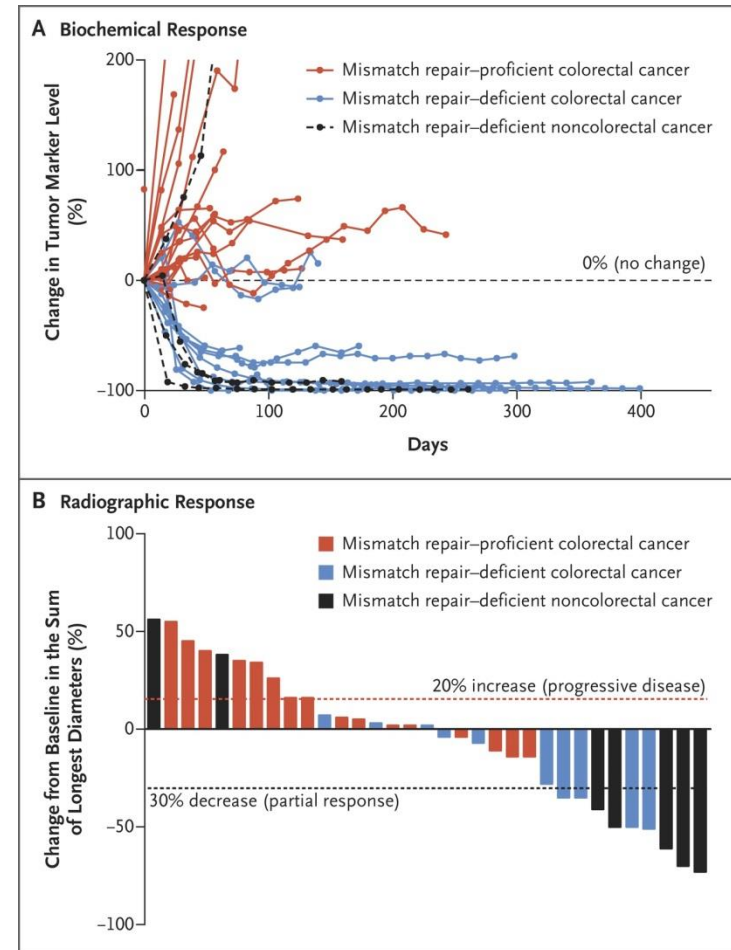 A Biochemical Response
200
100
0
−100
Change in Tumor Marker Level
(%)
Mismatch repair–proficient colorectal cancer
Mismatch repair–deficient colorectal cancer
Mismatch repair–deficient noncolorectal cancer
0% (no change)
0
100
200
300
400
Days
B Radiographic Response
100
50
0
−50
−100
Change from Baseline in the Sum
of Longest Diameters (%)
Mismatch repair–proficient colorectal cancer
Mismatch repair–deficient colorectal cancer
Mismatch repair–deficient noncolorectal cancer
20% increase (progressive disease)
30% decrease (partial response)